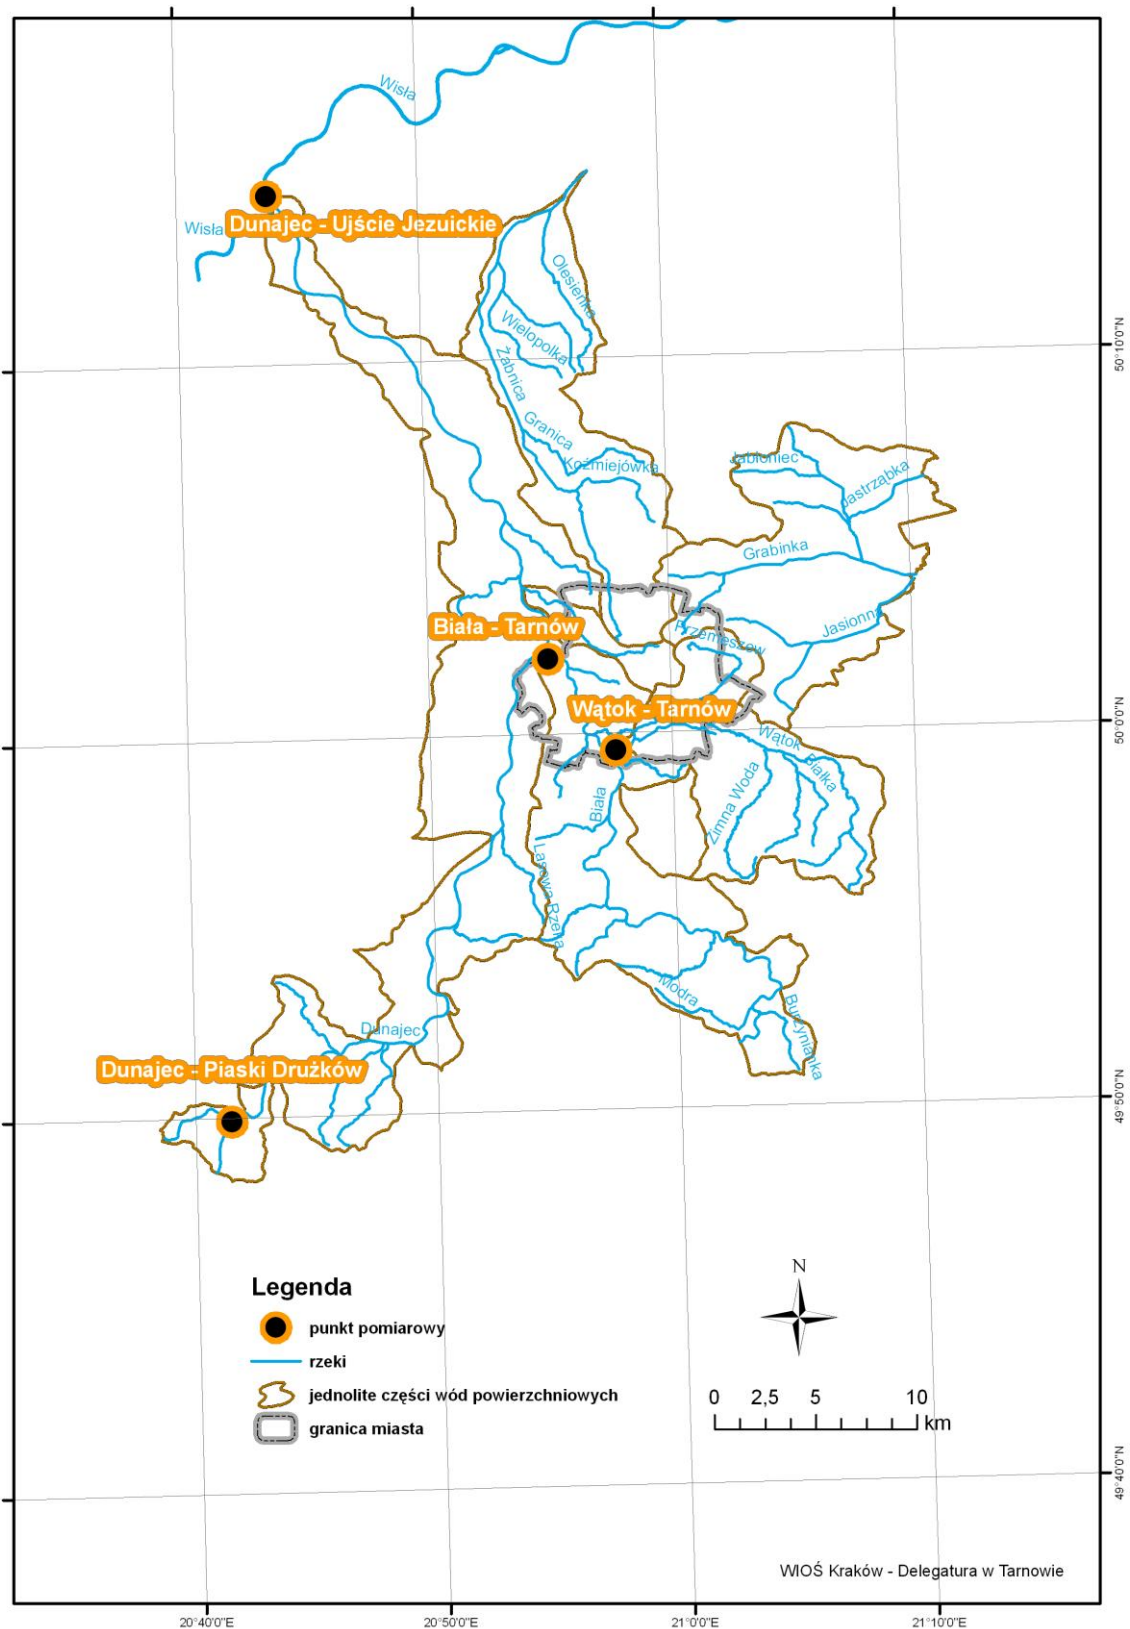 Wisła
Wisła
Dunajec - Ujście Jezuickie
Olesienka
Wielopolka
Żabnica
Granica
Koźmiejówka
Jabłoniec
Jastrząbka
Grabinka
Jasionna
Przemeszow
Biała - Tarnów
Wątok - Tarnów
Wątok
Białka
Zimna Woda
Biała
Lasowa Rzeka
Modra
Burzynianka
Dunajec
Dunajec - Piaski Drużków
50°10'0"N
50°0'0"N
49°50'0"N
49°40'0"N
Legenda
punkt pomiarowy
rzeki
jednolite części wód powierzchniowych
granica miasta
N
0 2,5 5 10
km
WIOŚ Kraków - Delegatura w Tarnowie
20°40'0"E 20°50'0"E 21°0'0"E 21°10'0"E